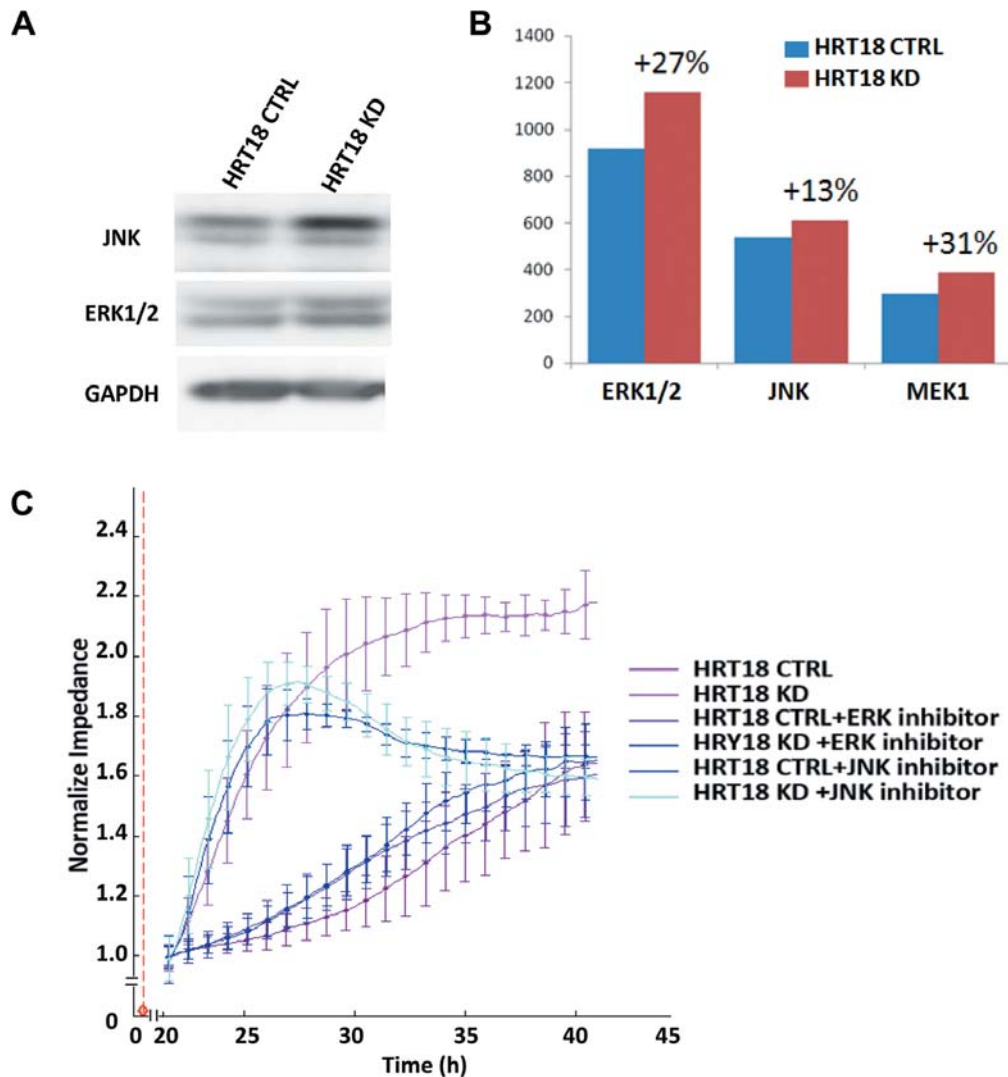 A
HRT18 CTRL
HRT18 KD
JNK
ERK1/2
GAPDH
B
1400
1200
1000
800
600
400
200
0
HRT18 CTRL
HRT18 KD
+27%
+13%
+31%
ERK1/2
JNK
MEK1
C
Normalize Impedance
2.4
2.2
2.0
1.8
1.6
1.4
1.2
1.0
0
0 20 25 30 35 40 45
Time (h)
HRT18 CTRL
HRT18 KD
HRT18 CTRL+ERK inhibitor
HRY18 KD +ERK inhibitor
HRT18 CTRL+JNK inhibitor
HRT18 KD +JNK inhibitor